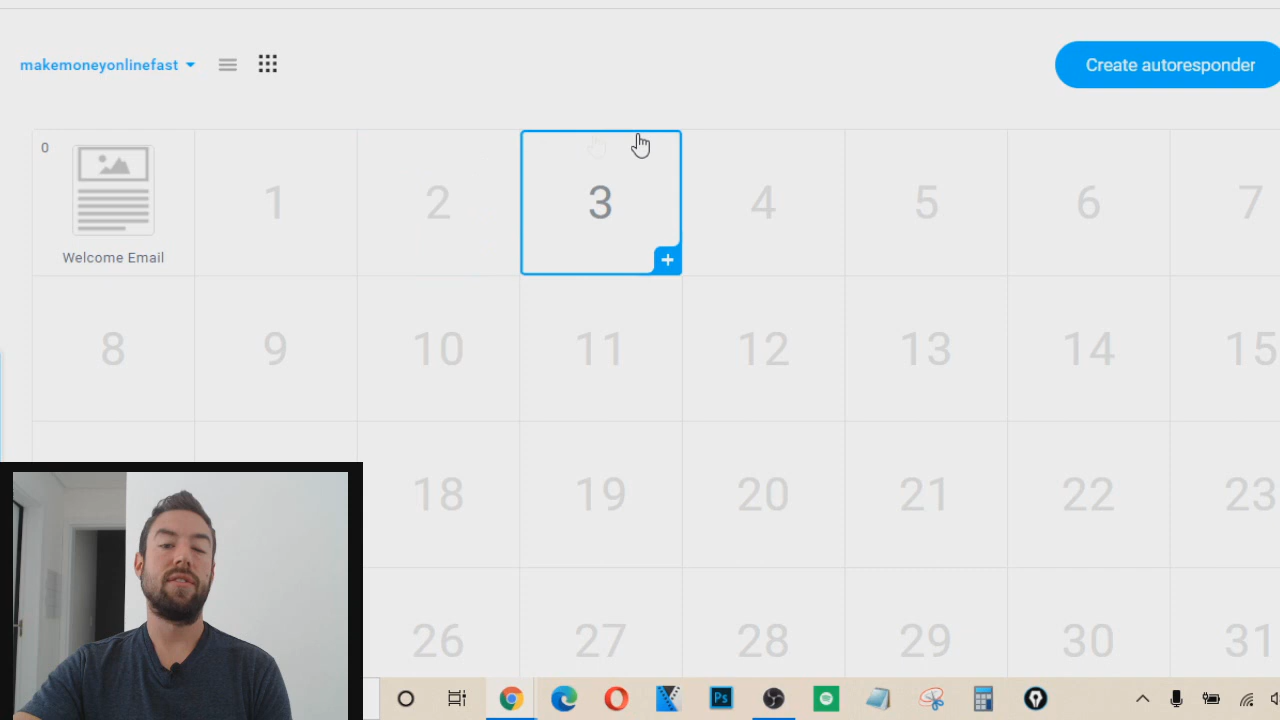 makemoneyonlinefast
Create autoresponder
0
Welcome Email
1 2 3 4 5 6 7
8 9 10 11 12 13 14 15
18 19 20 21 22 23
26 27 28 29 30 31
Ps